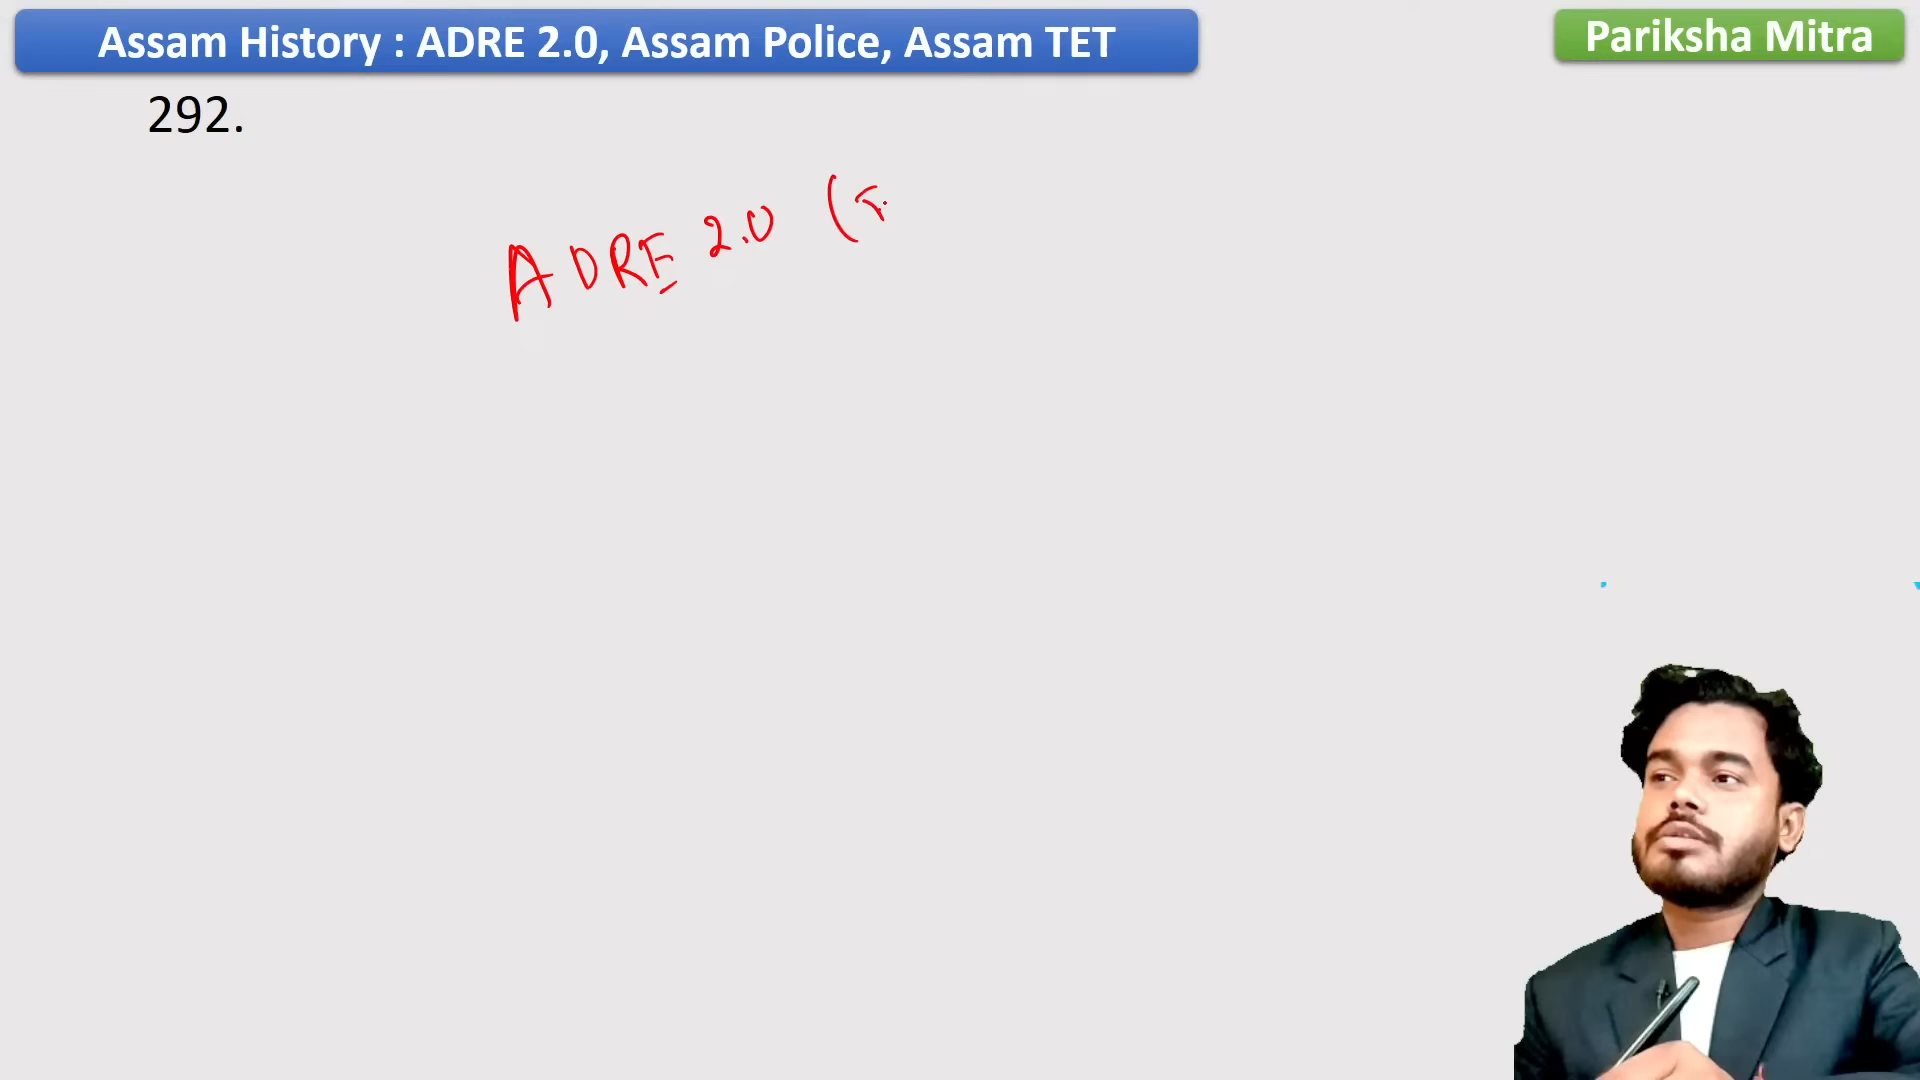 Assam History : ADRE 2.0, Assam Police, Assam TET
Pariksha Mitra
292.
ADRE 2.0 (